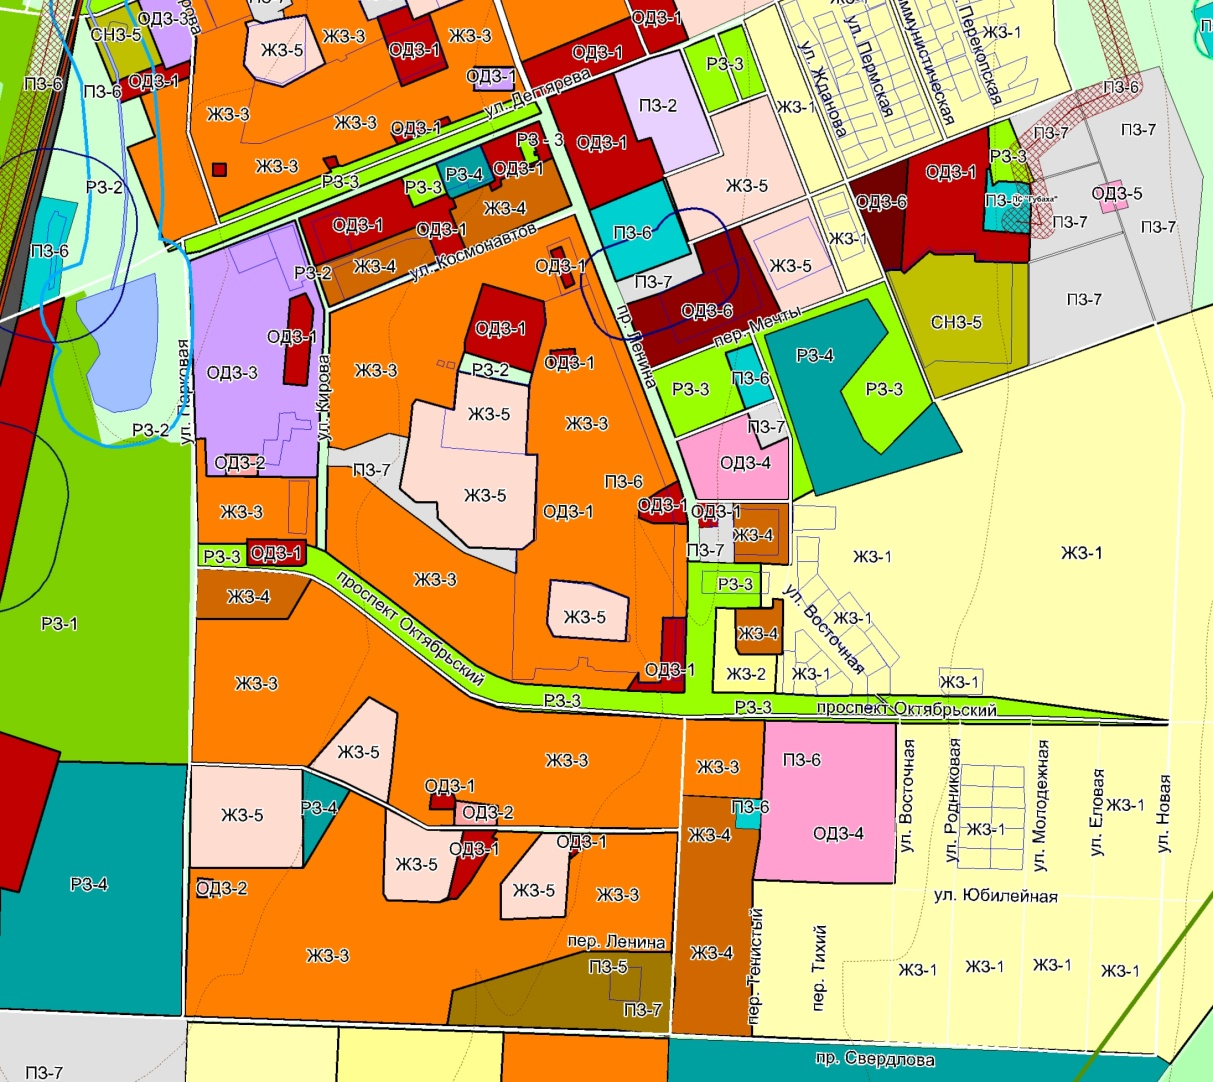 ОДЗ-3
СНЗ-5
ЖЗ-5
ЖЗ-3
ОДЗ-1
ЖЗ-3
ОДЗ-1
ЖЗ-1
ул. Пермская
ЖЗ-1
Перекопская
ул. Жданова
ПЗ-6
ПЗ-6
ОДЗ-1
ОДЗ-1
ул. Дегтярева
РЗ-3
ПЗ-2
ЖЗ-1
ПЗ-6
ЖЗ-3
ЖЗ-3
ОДЗ-1
РЗ - 3
ОДЗ-1
ПЗ-7
ПЗ-7
ЖЗ-3
РЗ-3
РЗ-3
РЗ-4
ОДЗ-1
РЗ-2
ЖЗ-5
ОДЗ-6
ОДЗ-1
РЗ-3
ПС "Губаха"
ОДЗ-5
ПЗ-7
ПЗ-7
ОДЗ-1
ОДЗ-1
ЖЗ-4
ПЗ-6
ПЗ-6
ЖЗ-1
ул. Космонавтов
РЗ-2
ЖЗ-4
ОДЗ-1
ПЗ-7
ЖЗ-5
ПЗ-7
ОДЗ-6
СНЗ-5
пер. Мечты
пр. Ленина
ОДЗ-1
ОДЗ-1
ул. Парковая
ОДЗ-3
ул. Кирова
ЖЗ-3
РЗ-2
ОДЗ-1
РЗ-4
РЗ-3
ПЗ-6
РЗ-3
РЗ-2
ЖЗ-5
ЖЗ-3
ПЗ-7
ОДЗ-2
ПЗ-7
ОДЗ-4
ЖЗ-3
ЖЗ-5
ОДЗ-1
ПЗ-6
ОДЗ-1
ОДЗ-1
ЖЗ-4
РЗ-3
ОДЗ-1
ПЗ-7
ЖЗ-1
ЖЗ-1
ЖЗ-4
проспект Октябрьский
ЖЗ-3
РЗ-3
ул. Восточная
ЖЗ-5
ЖЗ-1
РЗ-1
ЖЗ-4
ЖЗ-3
ОДЗ-1
ЖЗ-2
ЖЗ-1
ЖЗ-1
РЗ-3
РЗ-3
проспект Октябрьский
ЖЗ-5
ЖЗ-3
ЖЗ-3
ПЗ-6
ул. Восточная
ул. Родниковая
ул. Молодежная
ул. Еловая
ул. Новая
ЖЗ-5
РЗ-4
ОДЗ-1
ОДЗ-2
ПЗ-6
ЖЗ-1
ЖЗ-4
ОДЗ-4
ЖЗ-1
ОДЗ-1
ОДЗ-1
ЖЗ-5
РЗ-4
ОДЗ-2
ЖЗ-5
ЖЗ-3
ул. Юбилейная
пер. Ленина
ЖЗ-3
ЖЗ-4
пер. Тенистый
пер. Тихий
ПЗ-5
ЖЗ-1
ЖЗ-1
ЖЗ-1
ЖЗ-1
ПЗ-7
пр. Свердлова
ПЗ-7